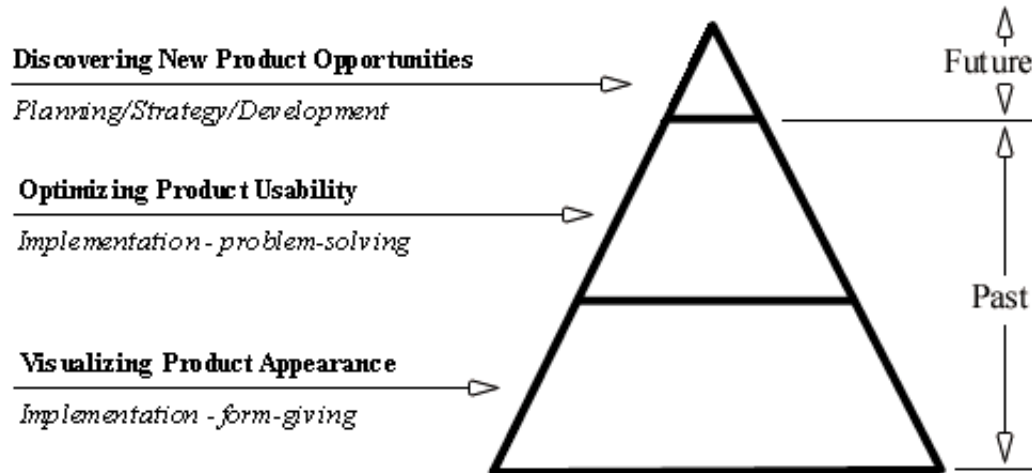 Discovering New Product Opportunities
Planning/Strategy/Development
Future
Optimizing Product Usability
Implementation - problem-solving
Past
Visualizing Product Appearance
Implementation - form-giving